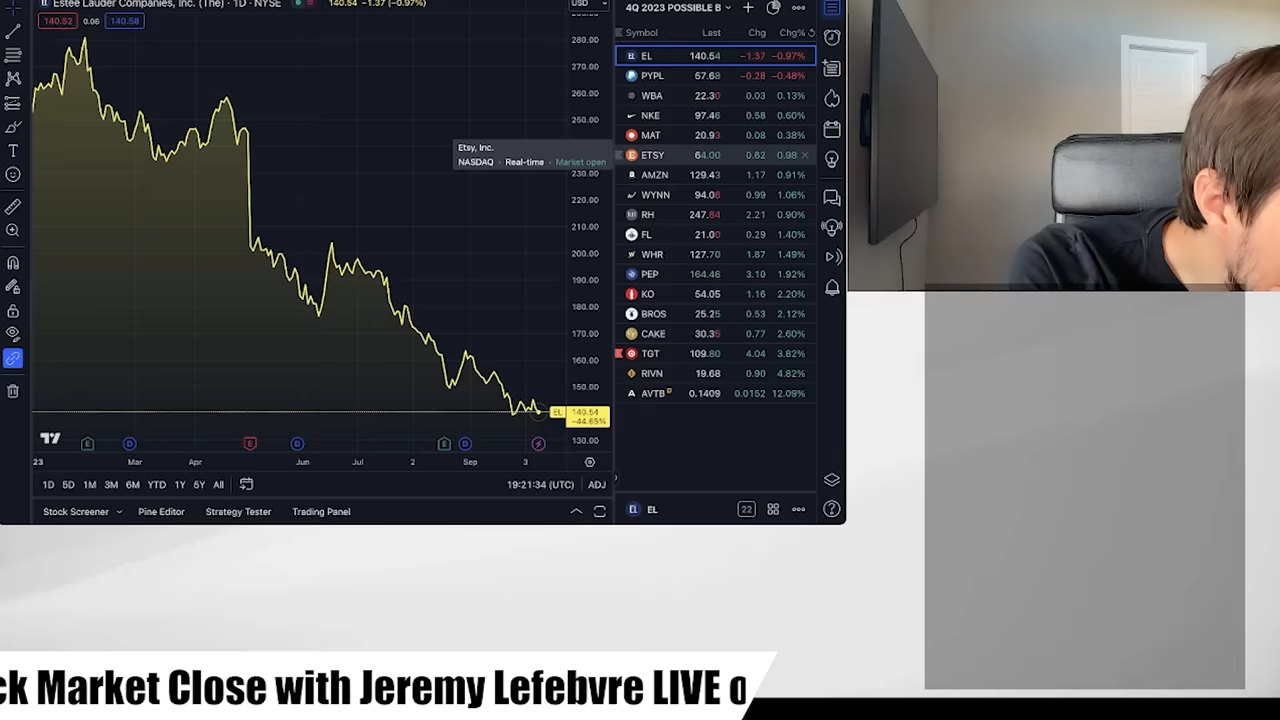 Estee Lauder Companies, Inc. (The) · 1D · NYSE 140.54 −1.37 (−0.97%)
140.52 0.06 140.58
USD
280.00
270.00
260.00
250.00
230.00
220.00
210.00
200.00
190.00
180.00
170.00
160.00
150.00
EL 140.54
−44.65%
130.00
Etsy, Inc.
NASDAQ · Real-time · Market open
E D E D E D
23 Mar Apr Jun Jul 2 Sep 3
1D 5D 1M 3M 6M YTD 1Y 5Y All 19:21:34 (UTC) ADJ
Stock Screener Pine Editor Strategy Tester Trading Panel
4Q 2023 POSSIBLE B
Symbol Last Chg Chg%
EL 140.54 −1.37 −0.97%
PYPL 57.68 −0.28 −0.48%
WBA 22.30 0.03 0.13%
NKE 97.46 0.58 0.60%
MAT 20.93 0.08 0.38%
ETSY 64.00 0.62 0.98
AMZN 129.43 1.17 0.91%
WYNN 94.06 0.99 1.06%
RH 247.84 2.21 0.90%
FL 21.00 0.29 1.40%
WHR 127.70 1.87 1.49%
PEP 164.46 3.10 1.92%
KO 54.05 1.16 2.20%
BROS 25.25 0.53 2.12%
CAKE 30.35 0.77 2.60%
TGT 109.80 4.04 3.82%
RIVN 19.68 0.90 4.82%
AVTB D 0.1409 0.0152 12.09%
EL 22
ck Market Close with Jeremy Lefebvre LIVE o